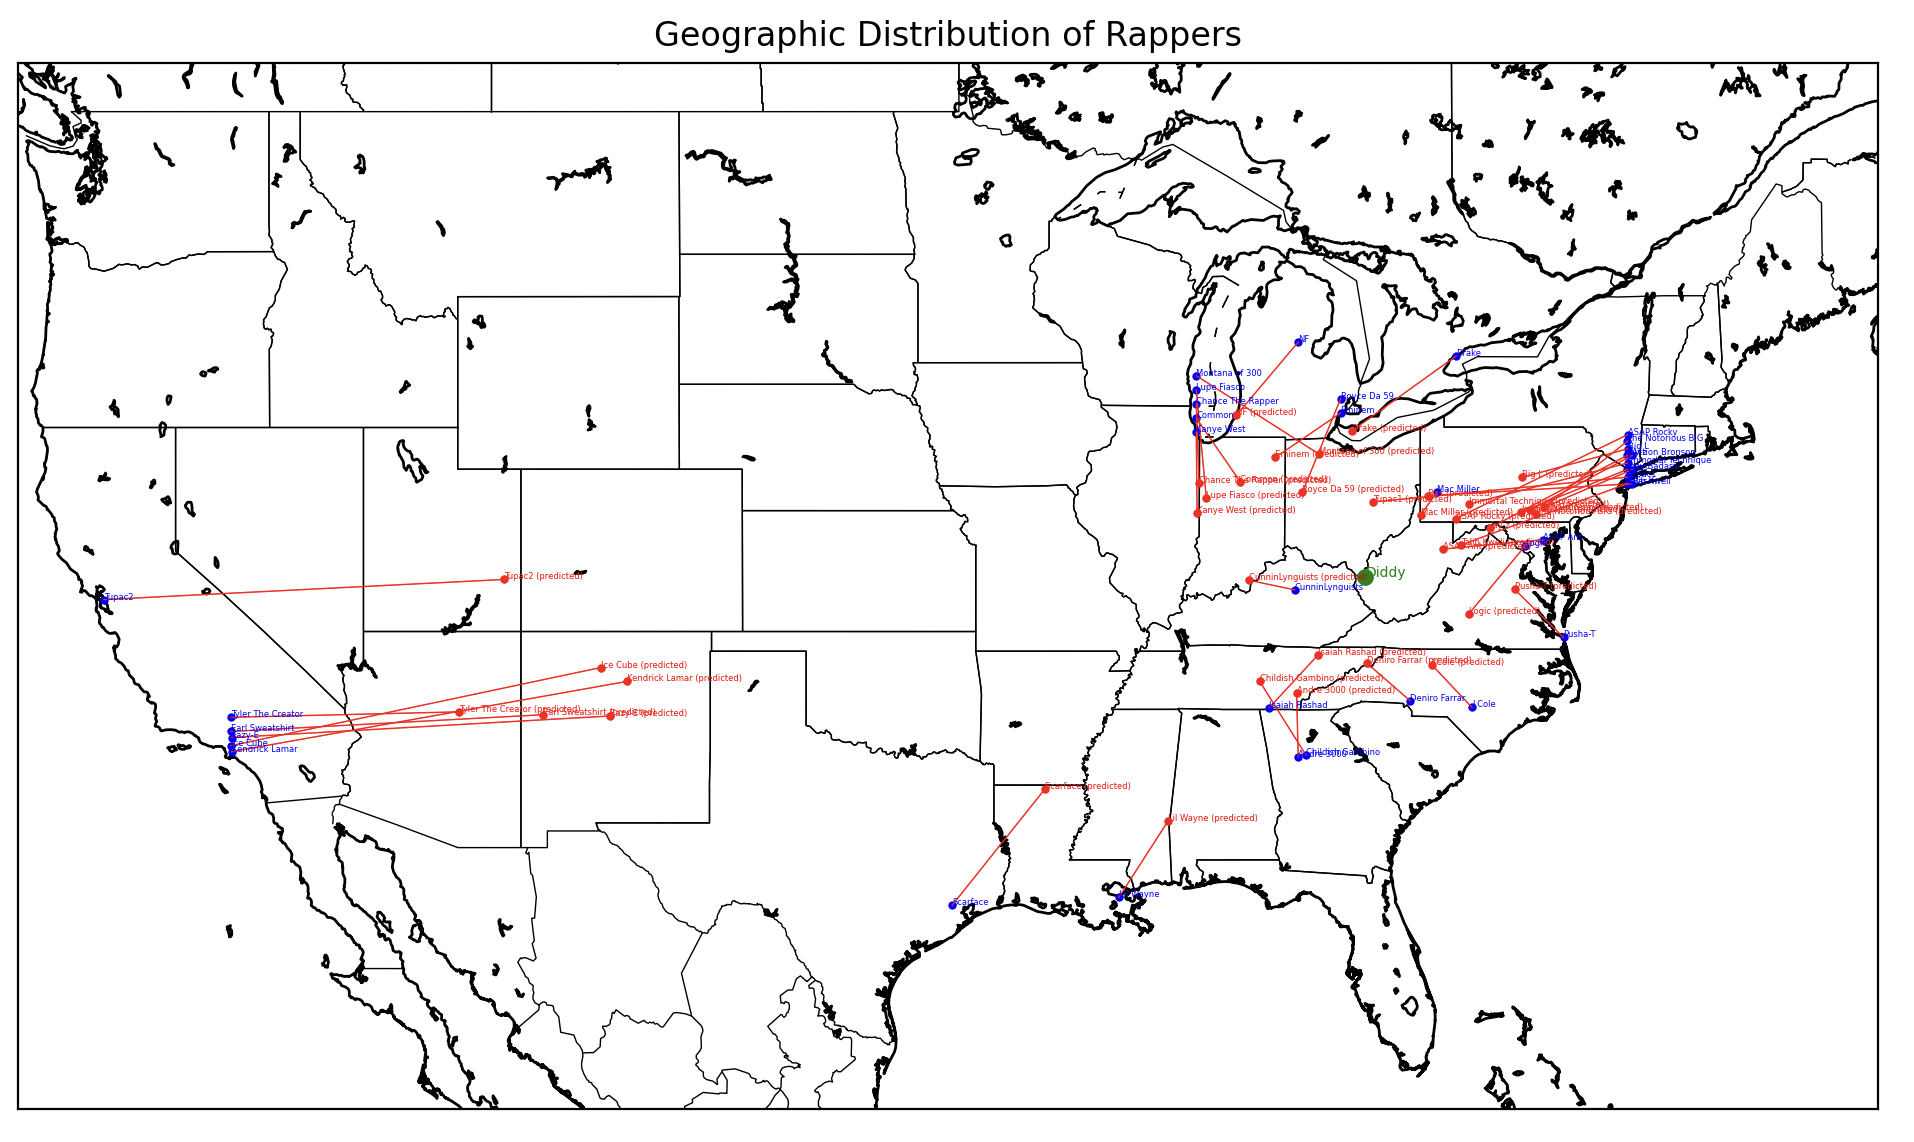 Geographic Distribution of Rappers
NF
Drake
Montana of 300
Lupe Fiasco
Royce Da 59
Chance The Rapper
Eminem
Common
NF (predicted)
Kanye West
Drake (predicted)
ASAP Rocky
The Notorious B.I.G
Big L
Action Bronson
Immortal Technique
Eminem (predicted)
Montana of 300 (predicted)
Big L (predicted)
Chance The Rapper (predicted)
Common (predicted)
Royce Da 59 (predicted)
Mac Miller
Lupe Fiasco (predicted)
Tupac1 (predicted)
Immortal Technique (predicted)
Kanye West (predicted)
Mac Miller (predicted)
ASAP Rocky (predicted)
Logic
CunninLynguists (predicted)
Diddy
Tupac2 (predicted)
CunninLynguists
Pusha-T (predicted)
Tupac2
Logic (predicted)
Pusha-T
Isaiah Rashad (predicted)
Deniro Farrar (predicted)
J.Cole (predicted)
Ice Cube (predicted)
Kendrick Lamar (predicted)
Childish Gambino (predicted)
Andre 3000 (predicted)
Deniro Farrar
J.Cole
Isaiah Rashad
Tyler The Creator
Tyler The Creator (predicted)
Earl Sweatshirt (predicted)
Eazy-E (predicted)
Earl Sweatshirt
Eazy-E
Ice Cube
Kendrick Lamar
Childish Gambino
Andre 3000
Scarface (predicted)
Lil Wayne (predicted)
Lil Wayne
Scarface